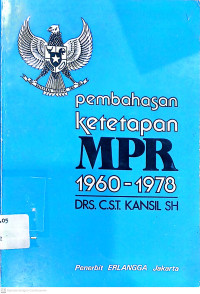 pembahasan
ketetapan
MPR
1960-1978
DRS. C.S.T. KANSIL SH
Penerbit ERLANGGA Jakarta